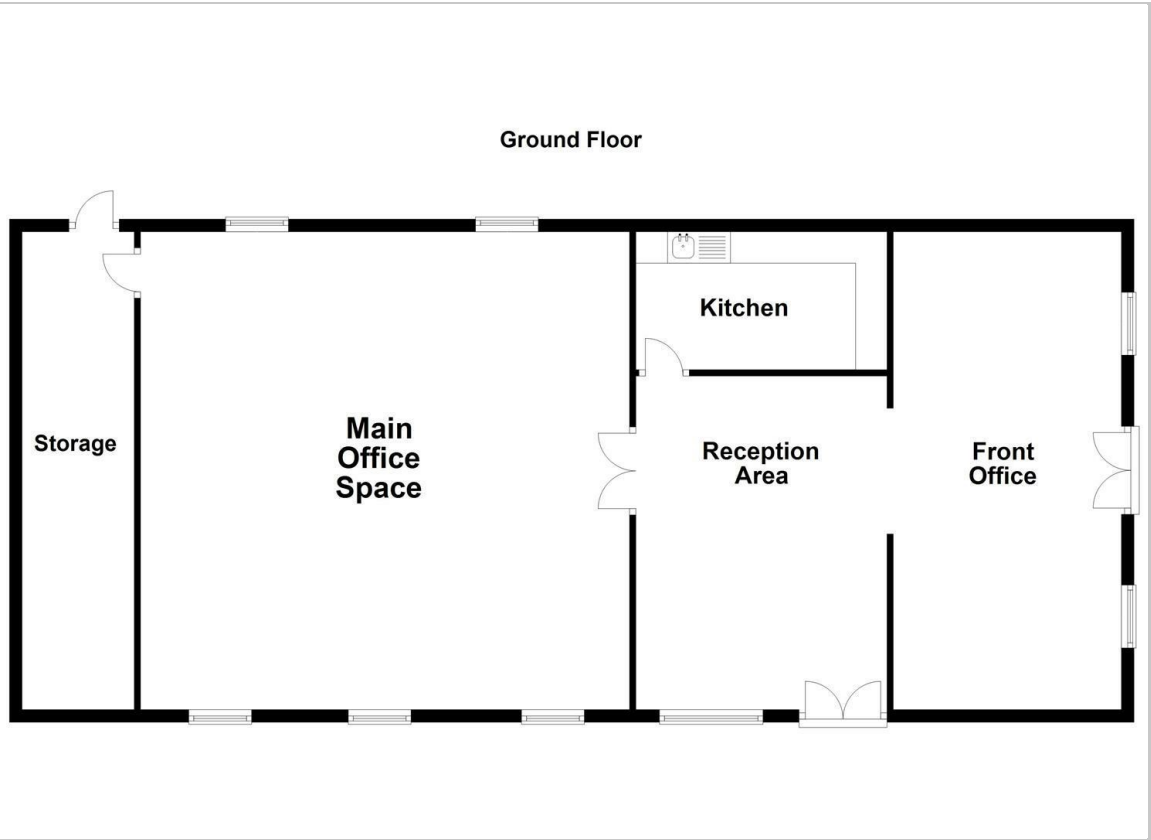 Ground Floor
Kitchen
Storage
Main
Office
Space
Reception
Area
Front
Office